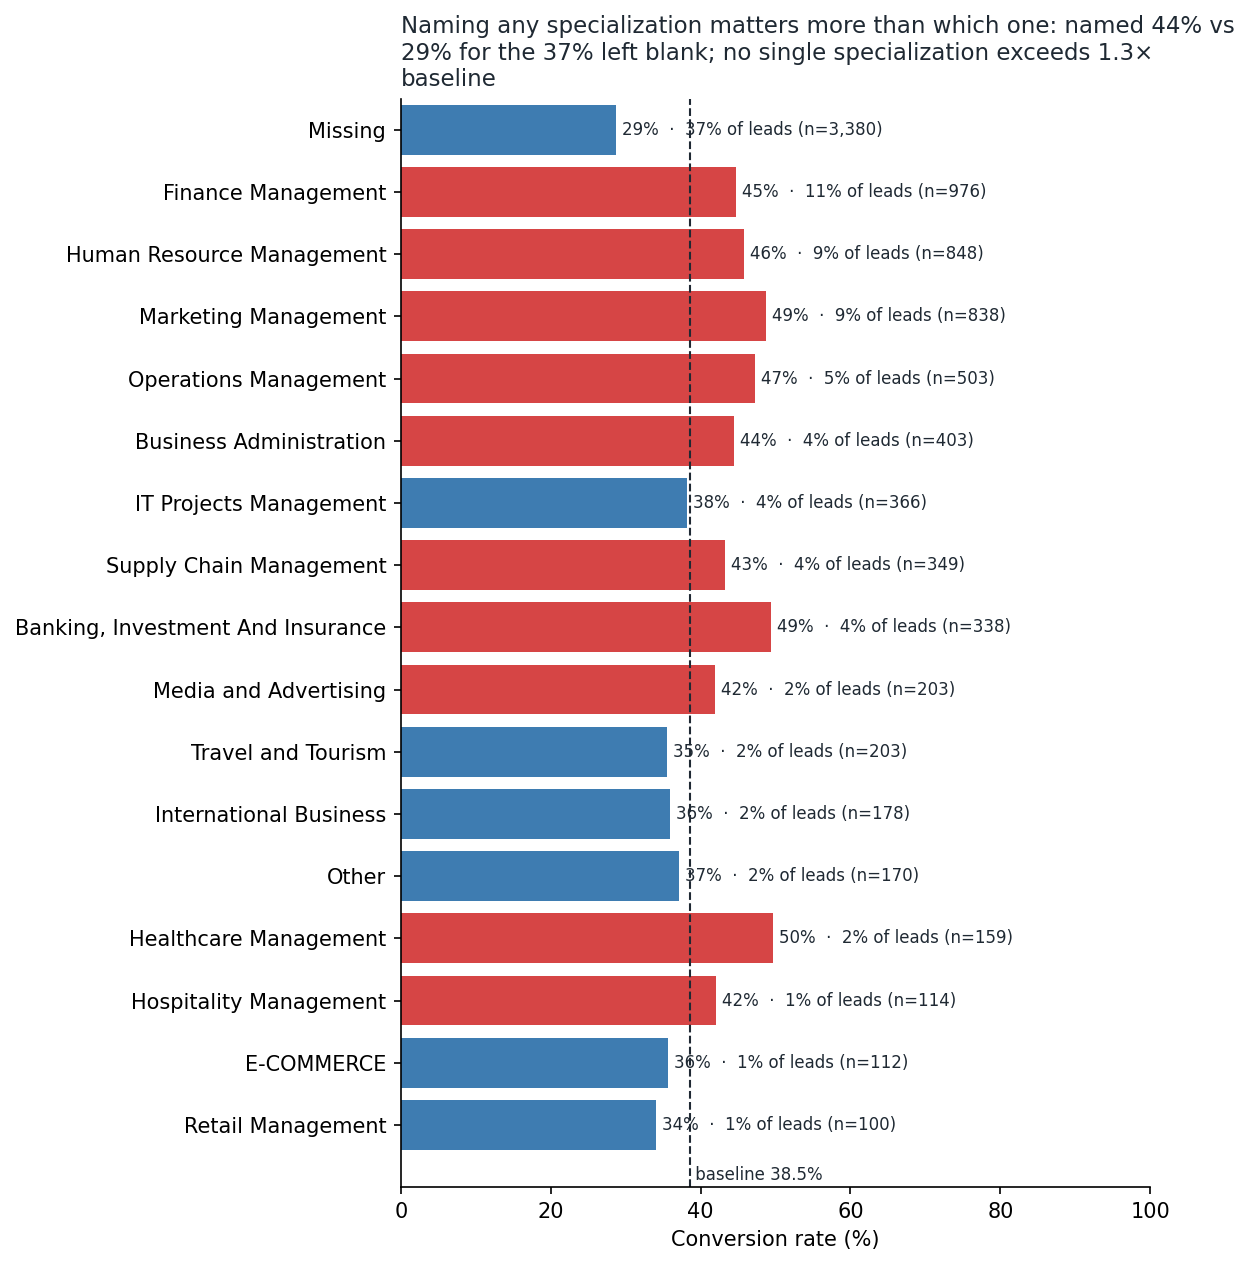 Naming any specialization matters more than which one: named 44% vs
29% for the 37% left blank; no single specialization exceeds 1.3×
baseline
Missing
29%  ·  37% of leads (n=3,380)
Finance Management
45%  ·  11% of leads (n=976)
Human Resource Management
46%  ·  9% of leads (n=848)
Marketing Management
49%  ·  9% of leads (n=838)
Operations Management
47%  ·  5% of leads (n=503)
Business Administration
44%  ·  4% of leads (n=403)
IT Projects Management
38%  ·  4% of leads (n=366)
Supply Chain Management
43%  ·  4% of leads (n=349)
Banking, Investment And Insurance
49%  ·  4% of leads (n=338)
Media and Advertising
42%  ·  2% of leads (n=203)
Travel and Tourism
35%  ·  2% of leads (n=203)
International Business
36%  ·  2% of leads (n=178)
Other
37%  ·  2% of leads (n=170)
Healthcare Management
50%  ·  2% of leads (n=159)
Hospitality Management
42%  ·  1% of leads (n=114)
E-COMMERCE
36%  ·  1% of leads (n=112)
Retail Management
34%  ·  1% of leads (n=100)
baseline 38.5%
0 20 40 60 80 100
Conversion rate (%)